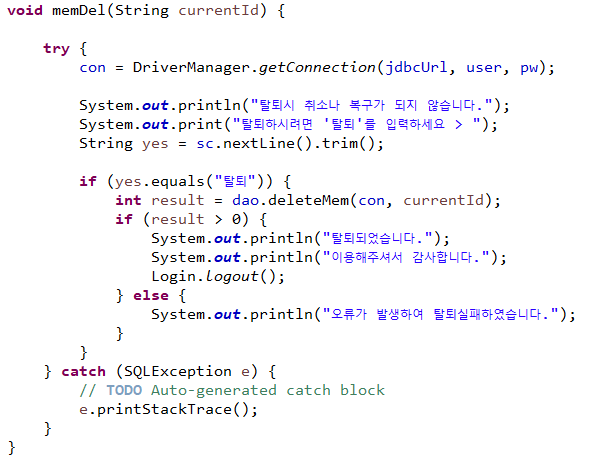 void memDel(String currentId) {
try {
con = DriverManager.getConnection(jdbcUrl, user, pw);
System.out.println("탈퇴시 취소나 복구가 되지 않습니다.");
System.out.print("탈퇴하시려면 '탈퇴'를 입력하세요 > ");
String yes = sc.nextLine().trim();
if (yes.equals("탈퇴")) {
int result = dao.deleteMem(con, currentId);
if (result > 0) {
System.out.println("탈퇴되었습니다.");
System.out.println("이용해주셔서 감사합니다.");
Login.logout();
} else {
System.out.println("오류가 발생하여 탈퇴실패하였습니다.");
}
}
} catch (SQLException e) {
// TODO Auto-generated catch block
e.printStackTrace();
}
}